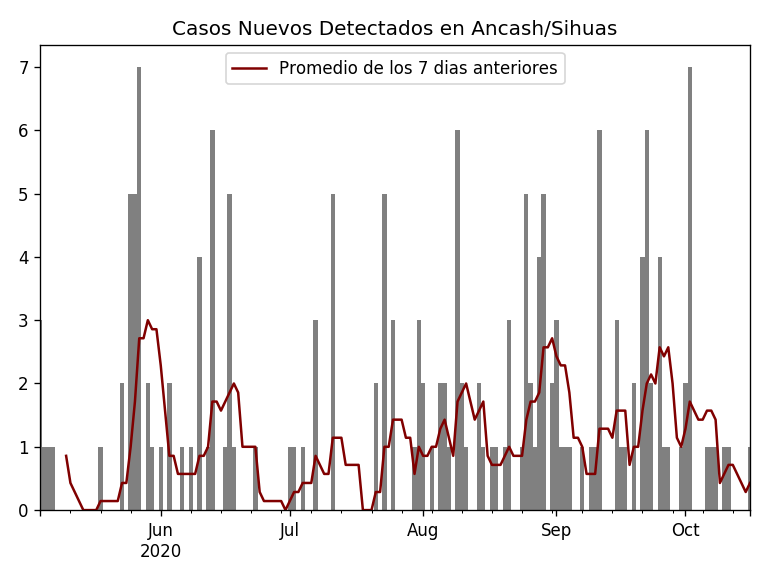 Casos Nuevos Detectados en Ancash/Sihuas
Promedio de los 7 dias anteriores
7
6
5
4
3
2
1
0
Jun
2020
Jul
Aug
Sep
Oct